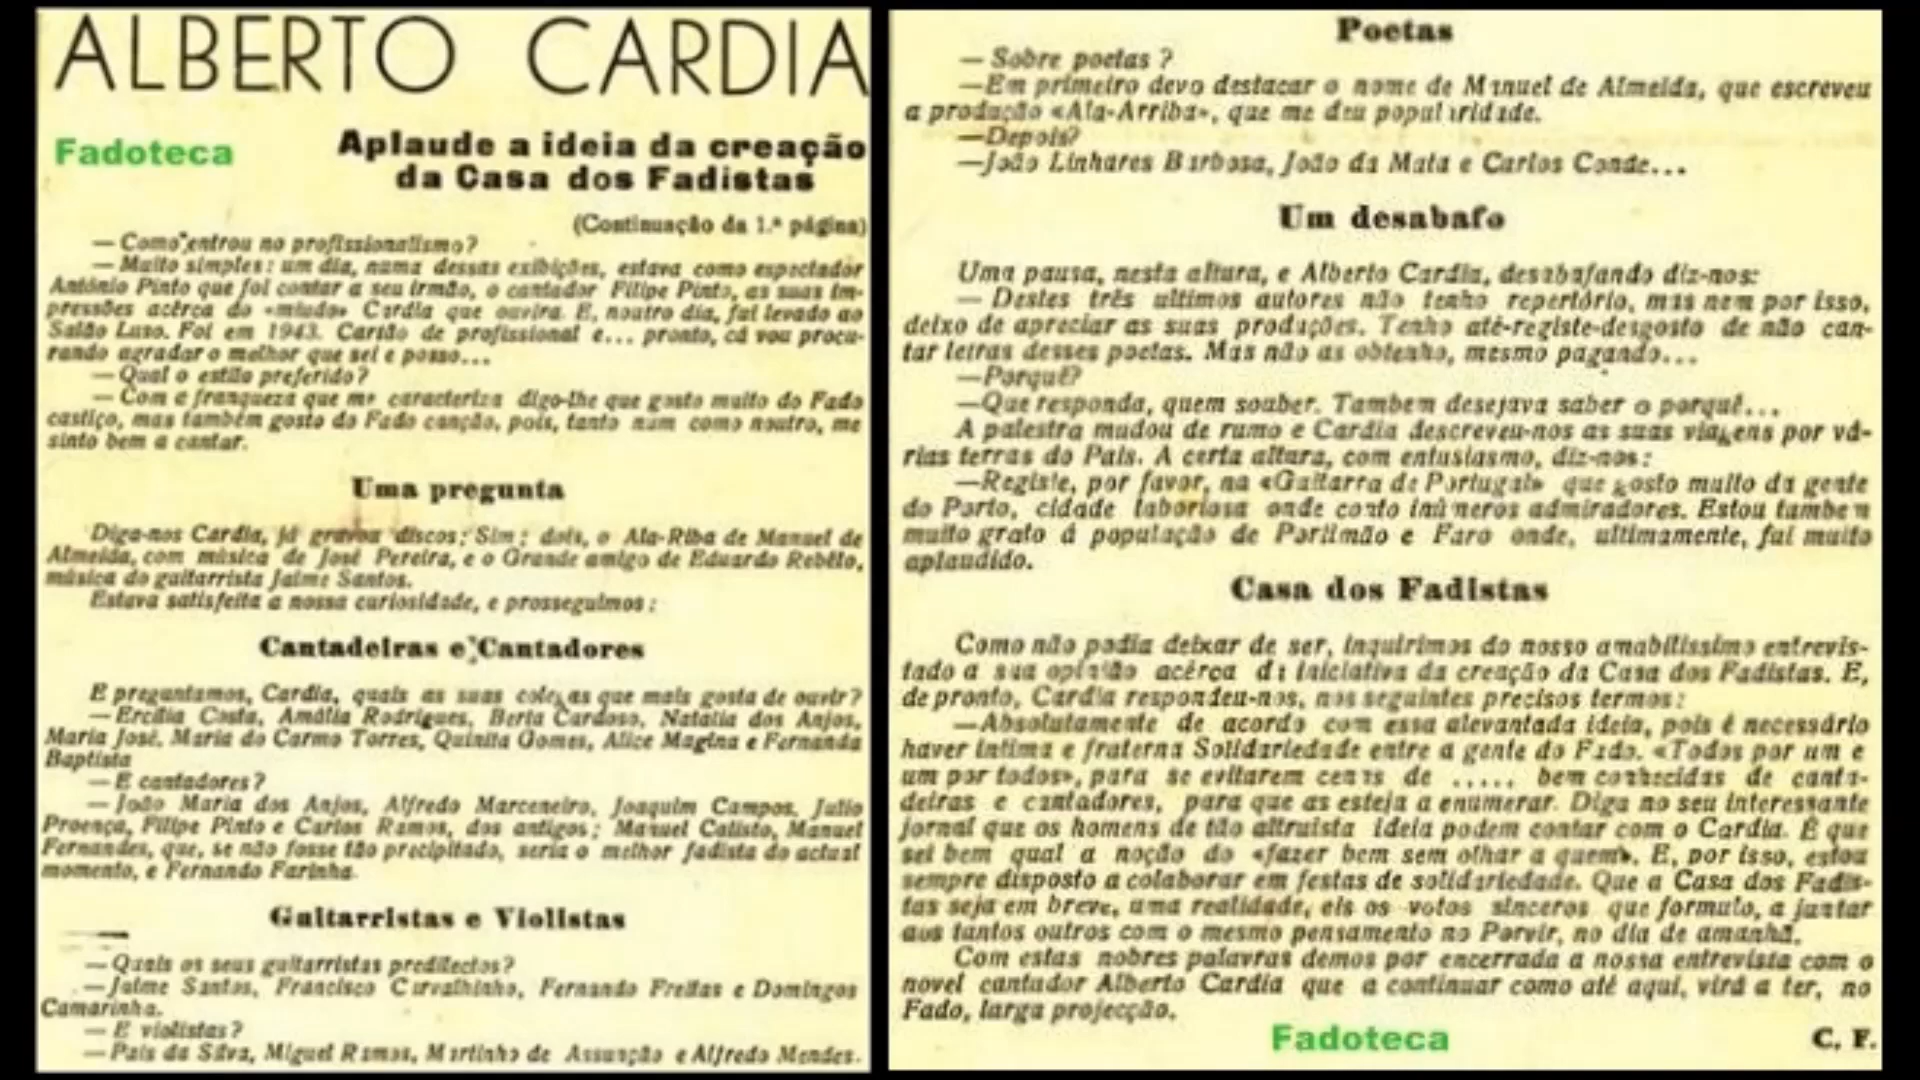 ALBERTO CARDIA
Fadoteca
Aplaude a ideia da creação
da Casa dos Fadistas
(Continuação da 1.ª página)
— Como entrou no profissionalismo?
— Muito simples: um dia, numa dessas exibições, estava como espectador
António Pinto que foi contar a seu irmão, o cantador Filipe Pinto, as suas im-
pressões acêrca do «miudo» Cardia que ouvira. E, noutro dia, fui levado ao
Salão Luso. Foi em 1943. Cartão de profissional e... pronto, cá vou procu-
rando agradar o melhor que sei e posso...
— Qual o estilo preferido?
— Com a franqueza que me caracteriza digo-lhe que gosto muito do Fado
castiço, mas também gosto do Fado canção, pois, tanto num como noutro, me
sinto bem a cantar.
Uma pregunta
Diga-nos Cardia, já gravou discos; Sim; dois, o Ala-Riba de Manuel de
Almeida, com música de José Pereira, e o Grande amigo de Eduardo Rebêlo,
música do guitarrista Jaime Santos.
Estava satisfeita a nossa curiosidade, e prosseguimos:
Cantadeiras e Cantadores
E preguntamos, Cardia, quais as suas colegas que mais gosta de ouvir?
— Ercilia Costa, Amália Rodrigues, Berta Cardoso, Natalia dos Anjos,
Maria José, Maria do Carmo Torres, Quinita Gomes, Alice Magina e Fernanda
Baptista
— E cantadores?
— João Maria dos Anjos, Alfredo Marceneiro, Joaquim Campos, Julio
Proença, Filipe Pinto e Carlos Ramos, dos antigos; Manuel Calisto, Manuel
Fernandes, que, se não fosse tão precipitado, seria o melhor fadista do actual
momento, e Fernando Farinha.
Guitarristas e Violistas
— Quais os seus guitarristas predilectos?
— Jaime Santos, Francisco Carvalhinho, Fernando Freitas e Domingos
Camarinha.
— E violistas?
— Pais da Silva, Miguel Ramos, Martinho de Assunção e Alfredo Mendes.
Poetas
— Sobre poetas?
— Em primeiro devo destacar o nome de Manuel de Almeida, que escreveu
a produção «Ala-Arriba», que me deu popularidade.
— Depois?
— João Linhares Barbosa, João da Mata e Carlos Conde...
Um desabafo
Uma pausa, nesta altura, e Alberto Cardia, desabafando diz-nos:
— Destes três ultimos autores não tenho repertório, mas nem por isso,
deixo de apreciar as suas produções. Tenho até-registe-desgosto de não can-
tar letras desses poetas. Mas não as obtenho, mesmo pagando...
— Porquê?
— Que responda, quem souber. Tambem desejava saber o porquê...
A palestra mudou de rumo e Cardia descreveu-nos as suas viagens por vá-
rias terras do Pais. A certa altura, com entusiasmo, diz-nos:
— Registe, por favor, na «Guitarra de Portugal» que gosto muito da gente
do Porto, cidade laboriosa onde conto inúneros admiradores. Estou tambem
muito grato á população de Portimão e Faro onde, ultimamente, fui muito
aplaudido.
Casa dos Fadistas
Como não podia deixar de ser, inquirimos do nosso amabilissimo entrevis-
tado a sua opinião acêrca da iniciativa da creação da Casa dos Fadistas. E,
de pronto, Cardia respondeu-nos, nos seguintes precisos termos:
— Absolutamente de acordo com essa alevantada ideia, pois é necessário
haver intima e fraterna Solidariedade entre a gente do Fado. «Todos por um e
um por todos», para se evitarem cenas de ..... bem conhecidas de canta-
deiras e cantadores, para que as esteja a enumerar. Diga no seu interessante
jornal que os homens de tão altruista ideia podem contar com o Cardia. É que
sei bem qual a noção do «fazer bem sem olhar a quem». E, por isso, estou
sempre disposto a colaborar em festas de solidariedade. Que a Casa dos Fadis-
tas seja em breve, uma realidade, eis os votos sinceros que formulo, a juntar
aos tantos outros com o mesmo pensamento no Porvir, no dia de amanhã.
Com estas nobres palavras demos por encerrada a nossa entrevista com o
novel cantador Alberto Cardia que a continuar como até aqui, virá a ter, no
Fado, larga projecção.
Fadoteca
C. F.